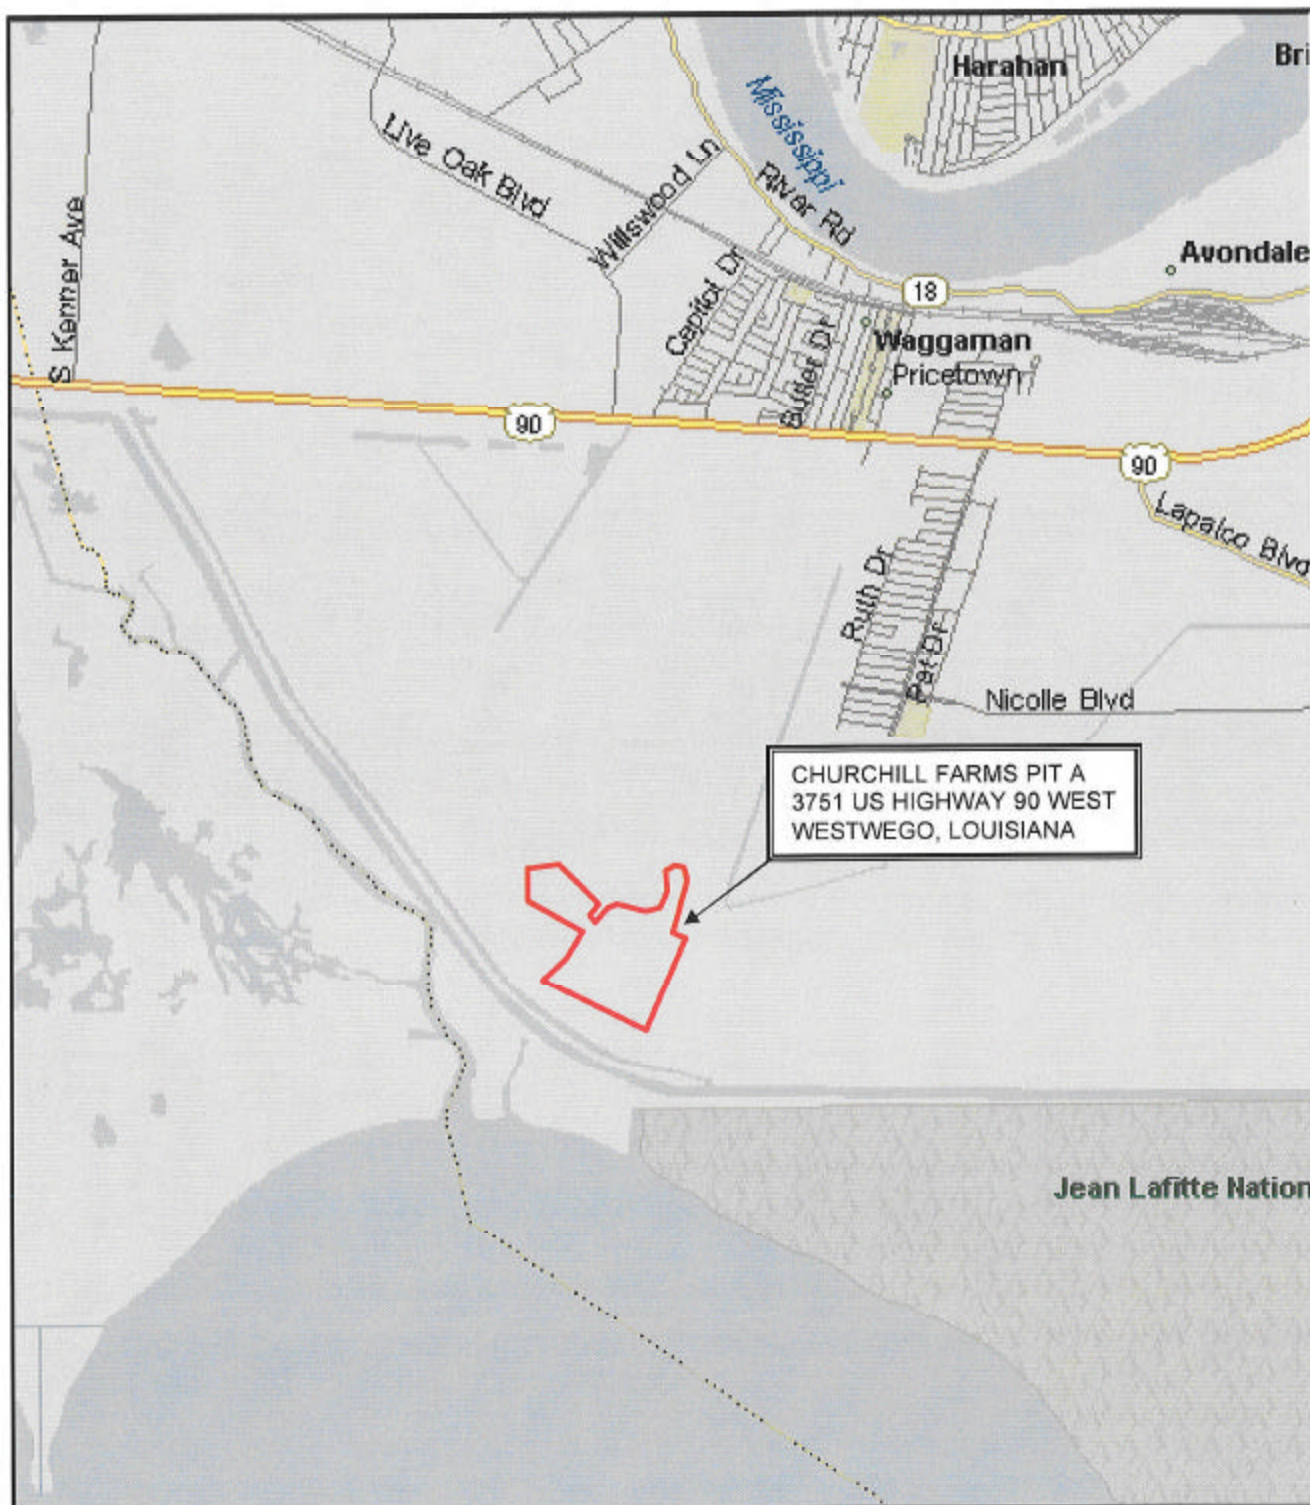 Harahan
Bri
Mississippi
Live Oak Blvd
Willswood Ln
River Rd
S Kenner Ave
Avondale
Capitol Dr
18
Waggaman
Butler Dr
Pricetown
90
90
Lapalco Blvd
Ruth Dr
Pat Dr
Nicolle Blvd
CHURCHILL FARMS PIT A
3751 US HIGHWAY 90 WEST
WESTWEGO, LOUISIANA
Jean Lafitte Nation